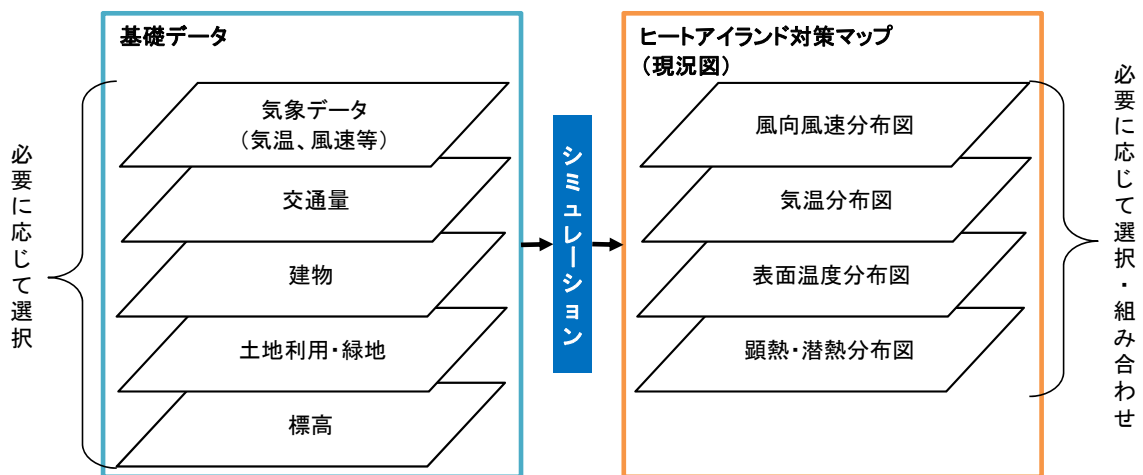 必要に応じて選択
基礎データ
気象データ
(気温、風速等)
交通量
建物
土地利用・緑地
標高
シミュレーション
ヒートアイランド対策マップ
(現況図)
風向風速分布図
気温分布図
表面温度分布図
顕熱・潜熱分布図
必要に応じて選択・組み合わせ